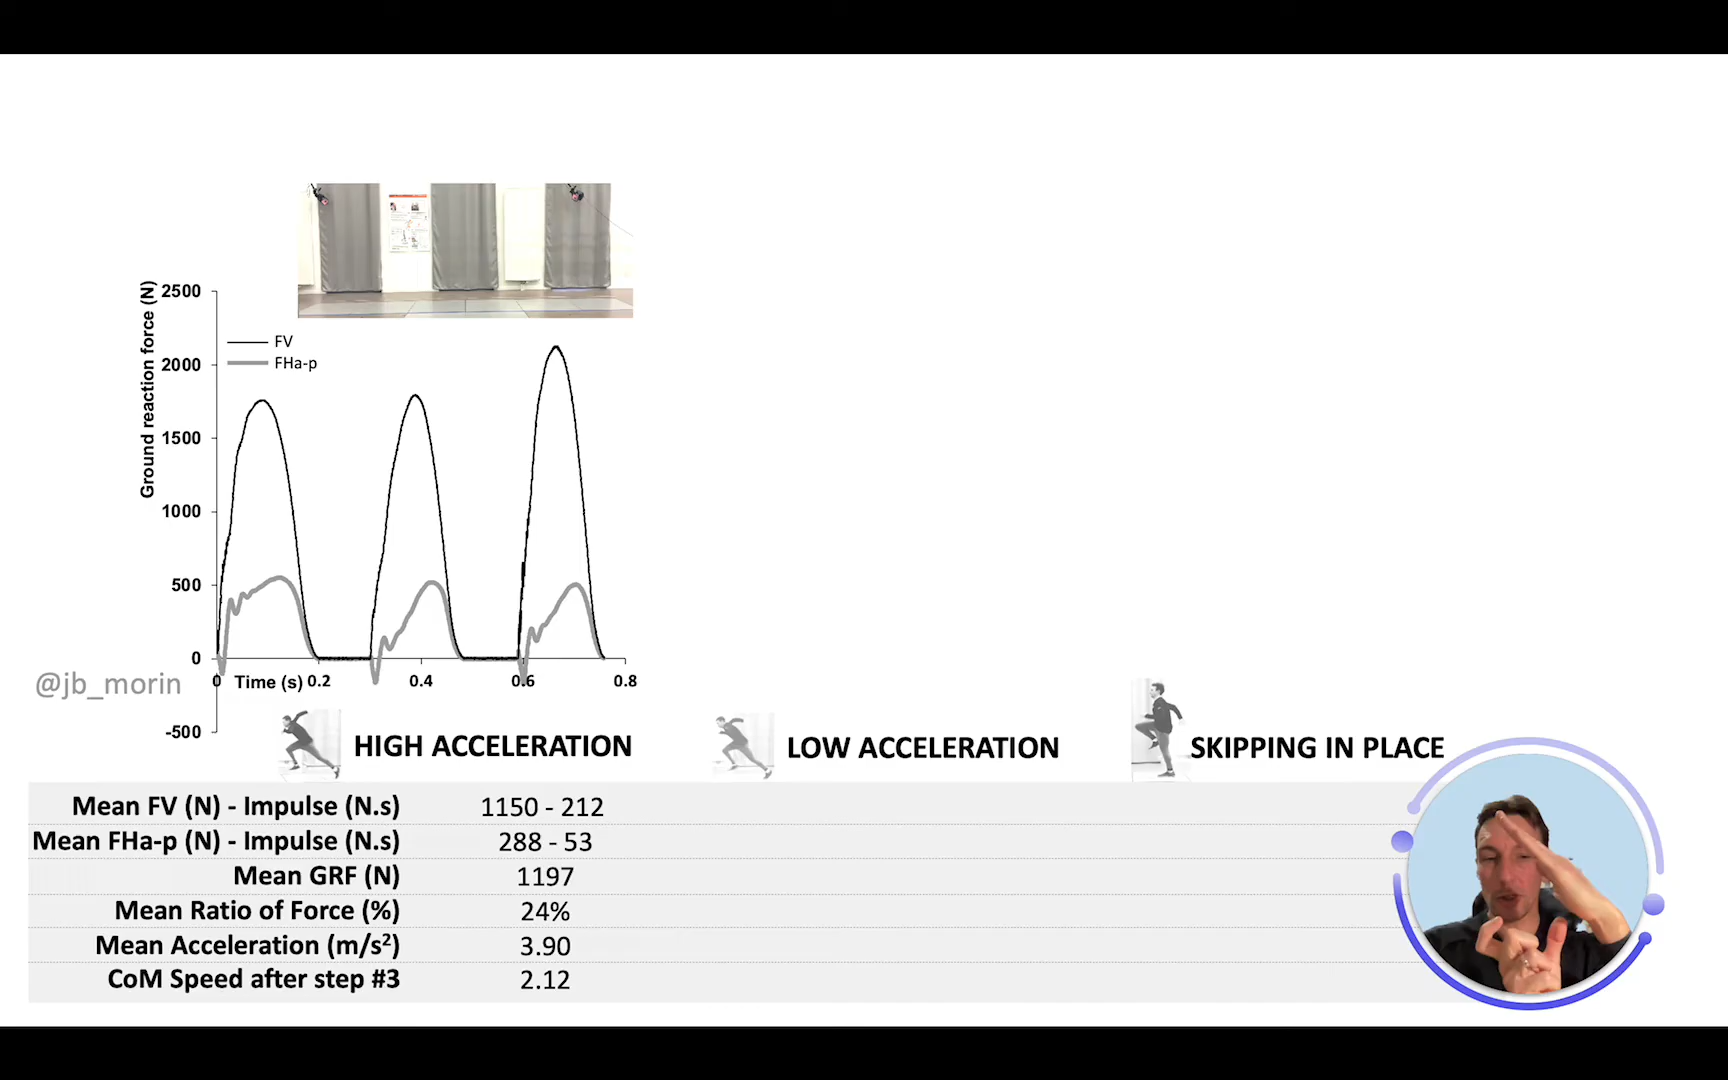 Ground reaction force (N)
2500
2000
1500
1000
500
0
-500
FV
FHa-p
0
Time (s)
0.2
0.4
0.6
0.8
@jb_morin
HIGH ACCELERATION
LOW ACCELERATION
SKIPPING IN PLACE
Mean FV (N) - Impulse (N.s) 1150 - 212
Mean FHa-p (N) - Impulse (N.s) 288 - 53
Mean GRF (N) 1197
Mean Ratio of Force (%) 24%
Mean Acceleration (m/s²) 3.90
CoM Speed after step #3 2.12